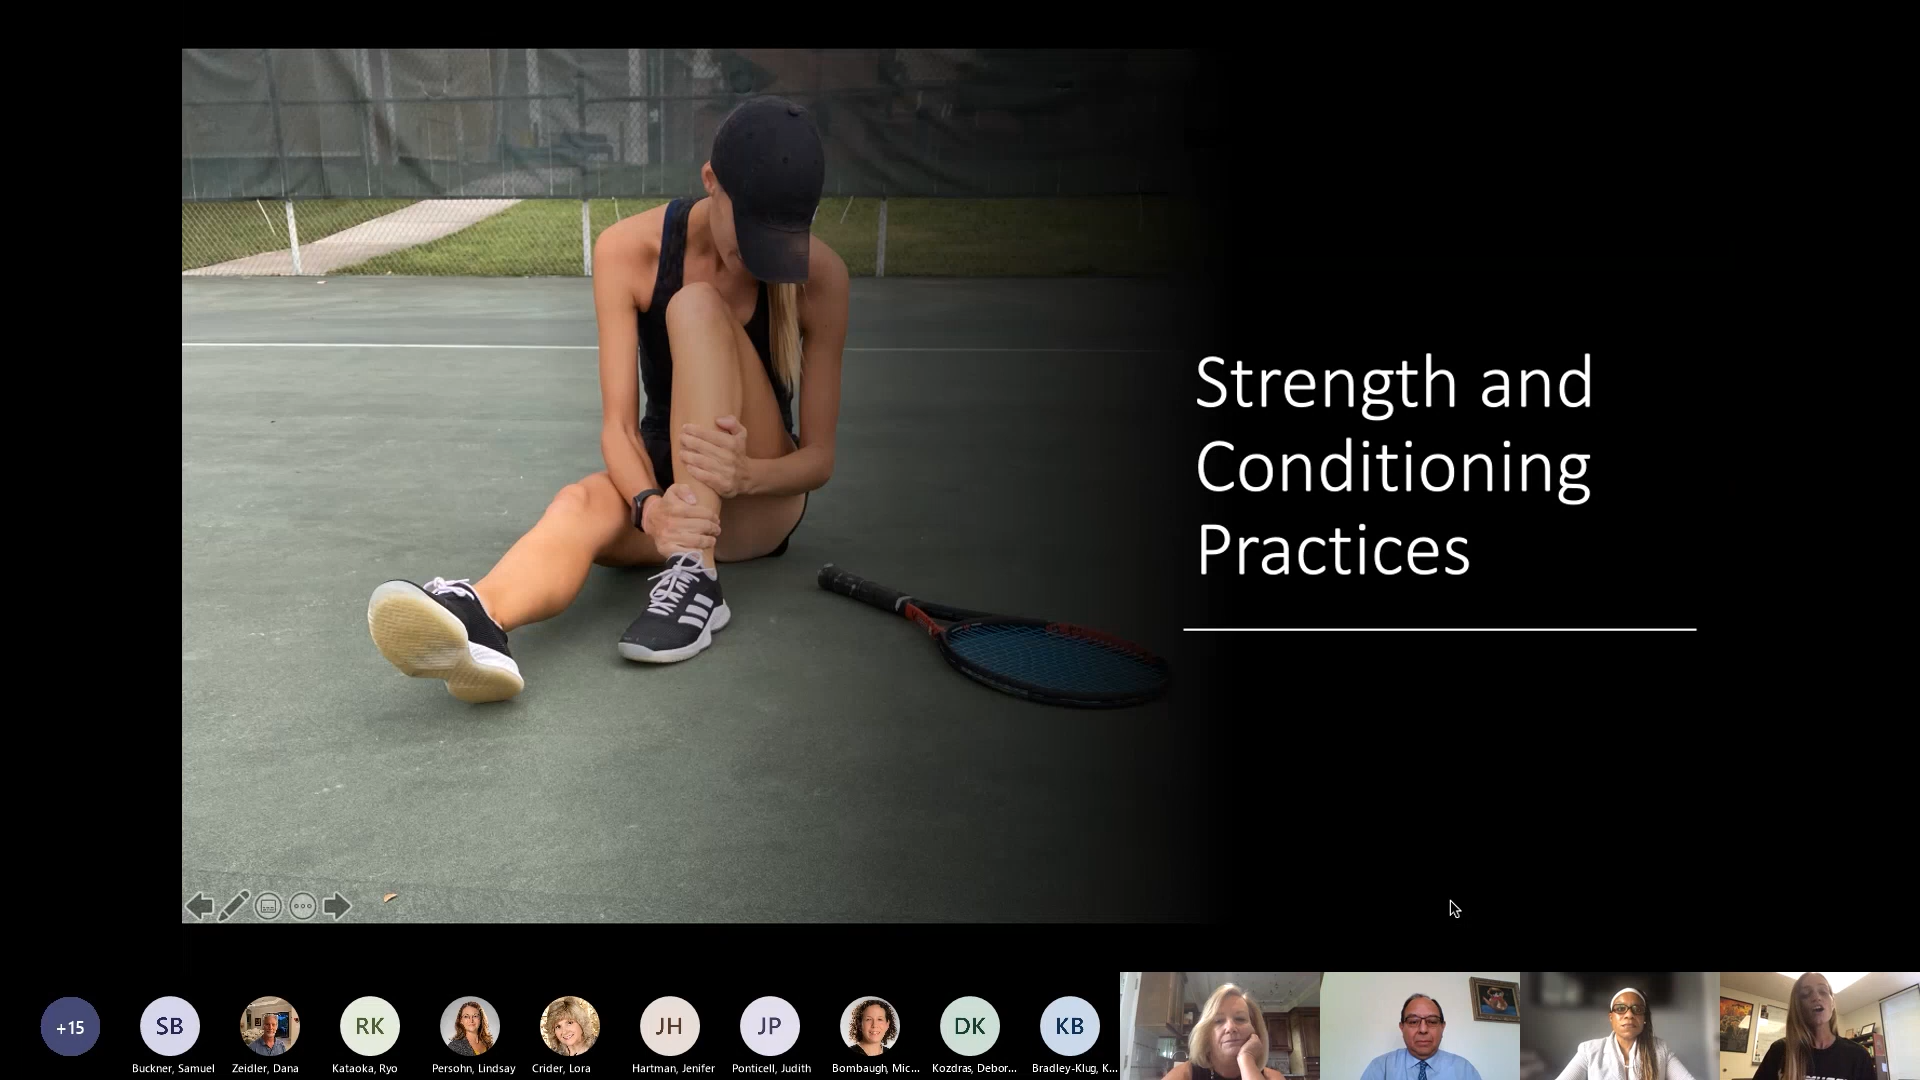 Strength and
Conditioning
Practices
+15
SB
RK
JH
JP
DK
KB
Buckner, Samuel
Zeidler, Dana
Kataoka, Ryo
Persohn, Lindsay
Crider, Lora
Hartman, Jenifer
Ponticell, Judith
Bombaugh, Mic...
Kozdras, Debor...
Bradley-Klug, K...